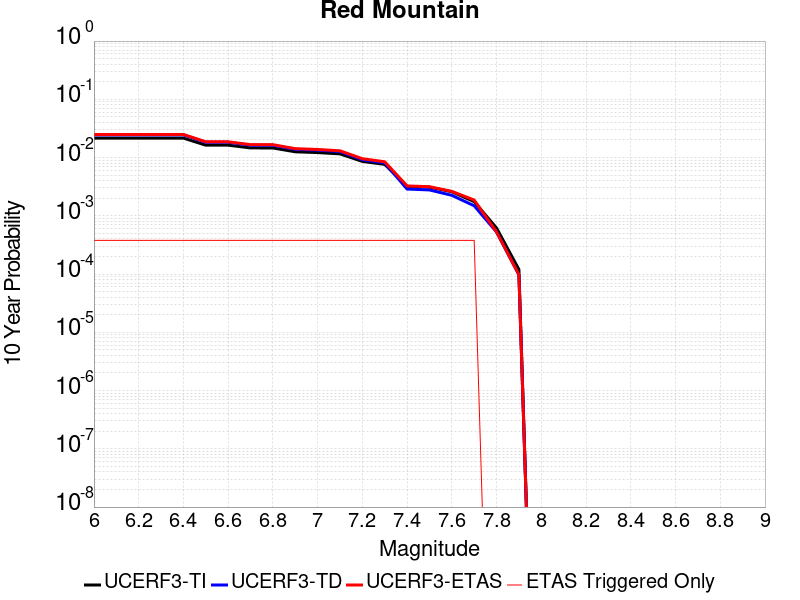 Red Mountain
10^0
10^-1
10^-2
10^-3
10^-4
10^-5
10^-6
10^-7
10^-8
10 Year Probability
6 6.2 6.4 6.6 6.8 7 7.2 7.4 7.6 7.8 8 8.2 8.4 8.6 8.8 9
Magnitude
UCERF3-TI UCERF3-TD UCERF3-ETAS ETAS Triggered Only